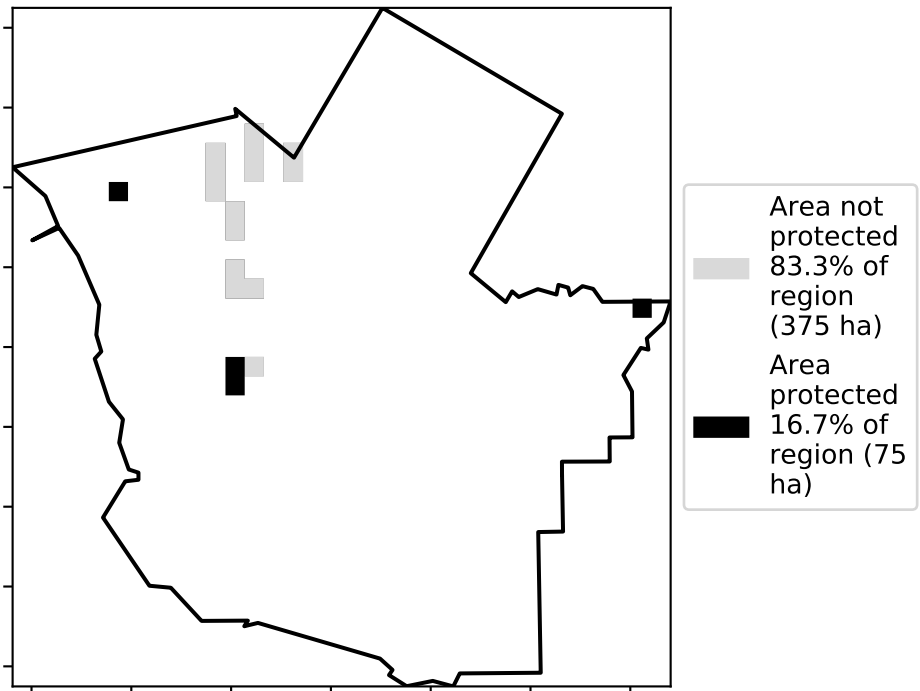 Area not
protected
83.3% of
region
(375 ha)
Area
protected
16.7% of
region (75
ha)